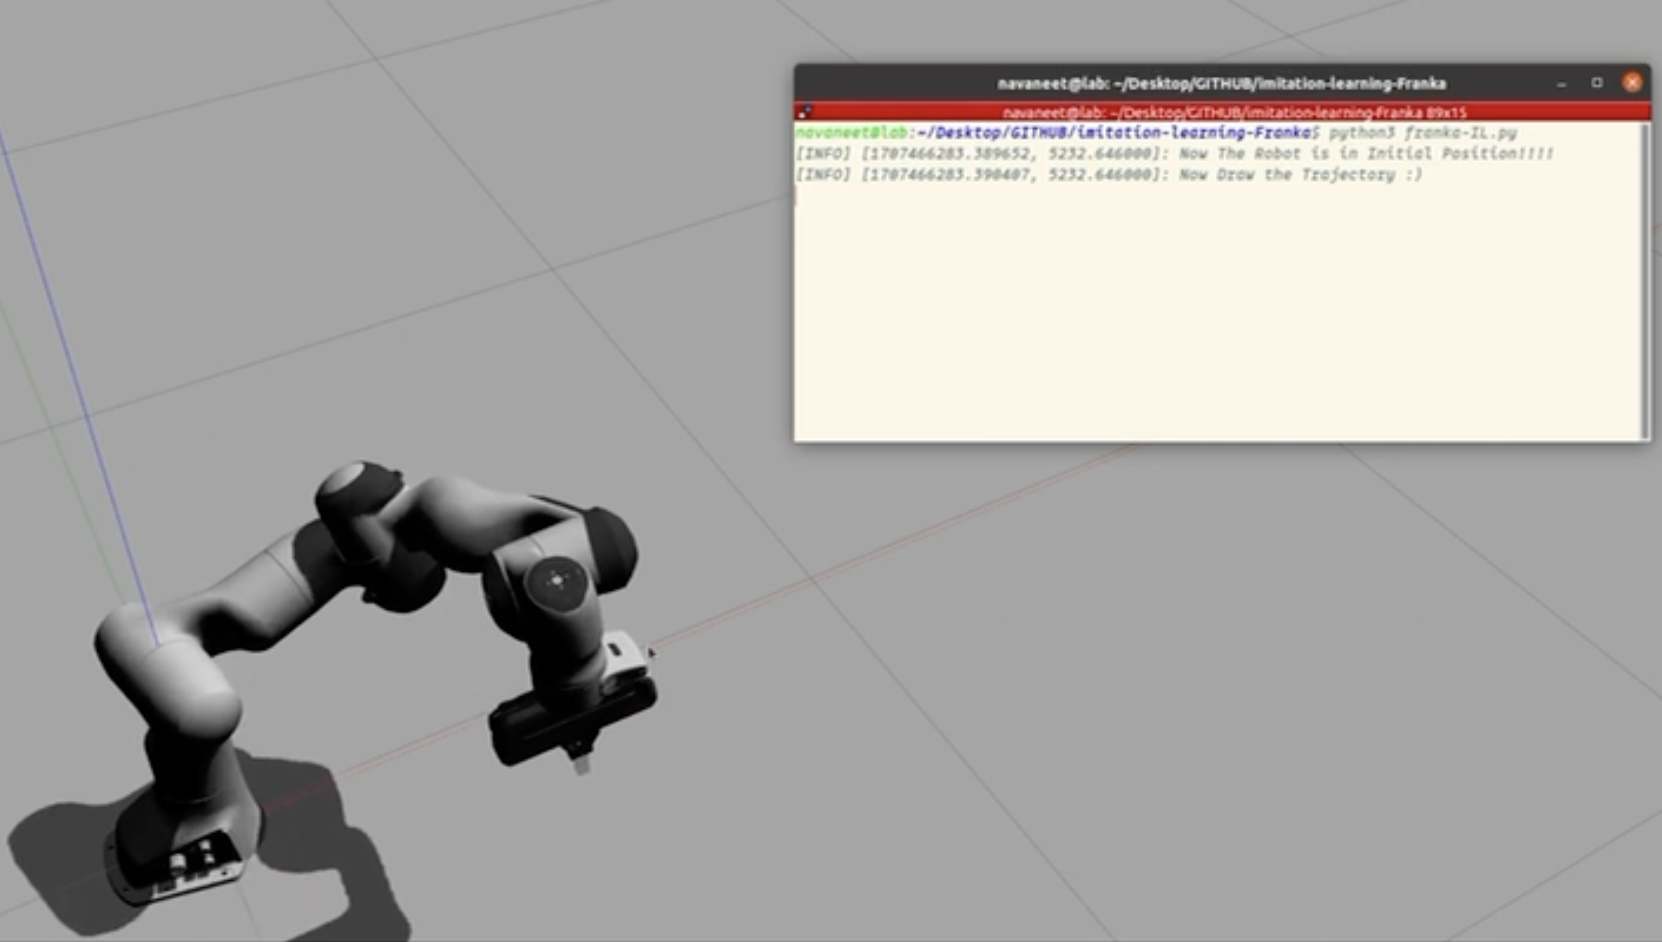 navaneet@lab: ~/Desktop/GITHUB/imitation-learning-Franka
navaneet@lab: ~/Desktop/GITHUB/imitation-learning-Franka 89x15
navaneet@lab:~/Desktop/GITHUB/imitation-learning-Franka$ python3 franka-IL.py
[INFO] [1707466283.389652, 5232.646000]: Now The Robot is in Initial Position!!!!
[INFO] [1707466283.390407, 5232.646000]: Now Draw the Trajectory :)